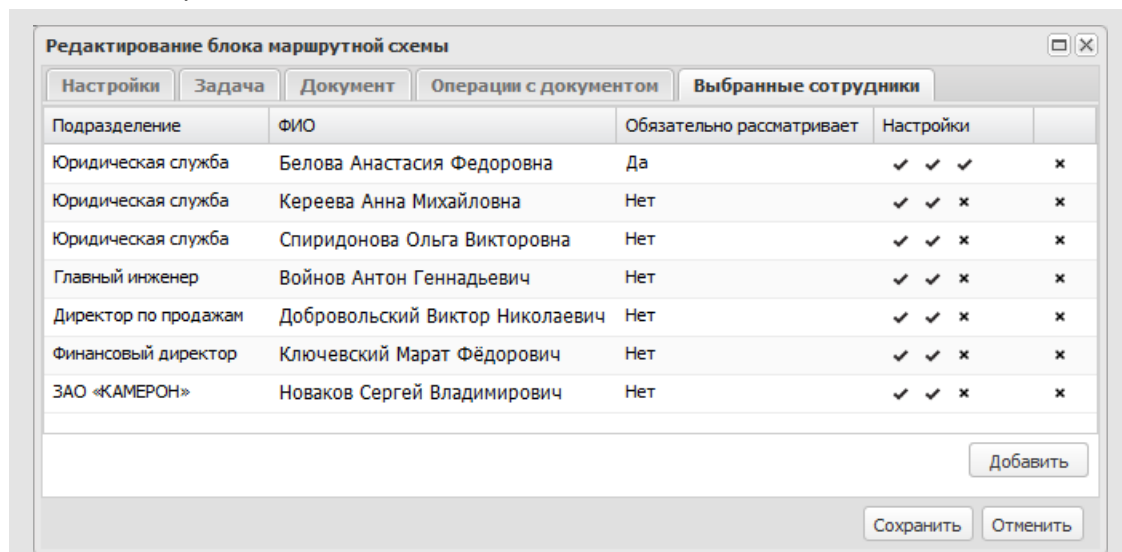 Редактирование блока маршрутной схемы
Настройки Задача Документ Операции с документом Выбранные сотрудники
Подразделение ФИО Обязательно рассматривает Настройки
Юридическая служба Белова Анастасия Федоровна Да
Юридическая служба Кереева Анна Михайловна Нет
Юридическая служба Спиридонова Ольга Викторовна Нет
Главный инженер Войнов Антон Геннадьевич Нет
Директор по продажам Добровольский Виктор Николаевич Нет
Финансовый директор Ключевский Марат Фёдорович Нет
ЗАО «КАМЕРОН» Новаков Сергей Владимирович Нет
Добавить
Сохранить Отменить